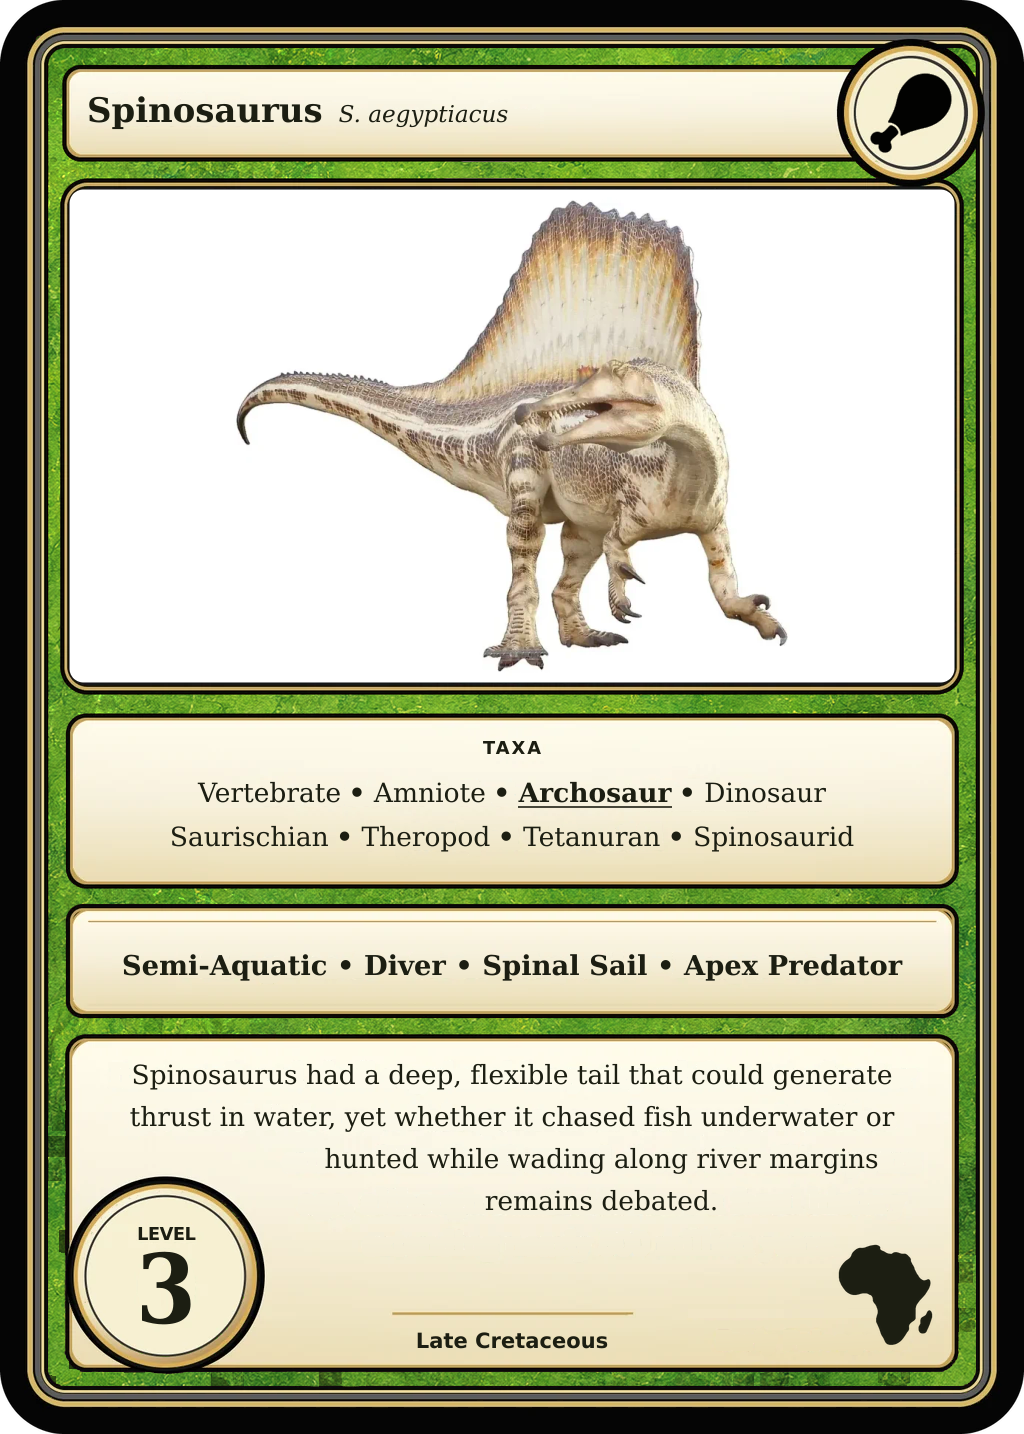 Spinosaurus S. aegyptiacus
TAXA
Vertebrate • Amniote • Archosaur • Dinosaur
Saurischian • Theropod • Tetanuran • Spinosaurid
Semi-Aquatic • Diver • Spinal Sail • Apex Predator
Spinosaurus had a deep, flexible tail that could generate
thrust in water, yet whether it chased fish underwater or
hunted while wading along river margins
remains debated.
LEVEL
3
Late Cretaceous